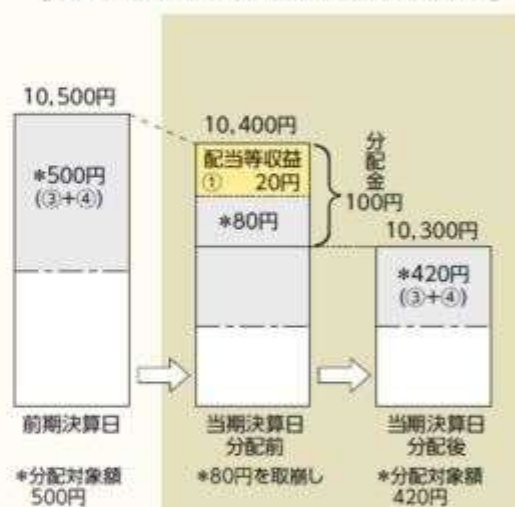 10,500円
*500円
(③+④)
前期決算日
*分配対象額
500円
10,400円
配当等収益
① 20円
*80円
分配金
100円
当期決算日
分配前
*80円を取崩し
10,300円
*420円
(③+④)
当期決算日
分配後
*分配対象額
420円